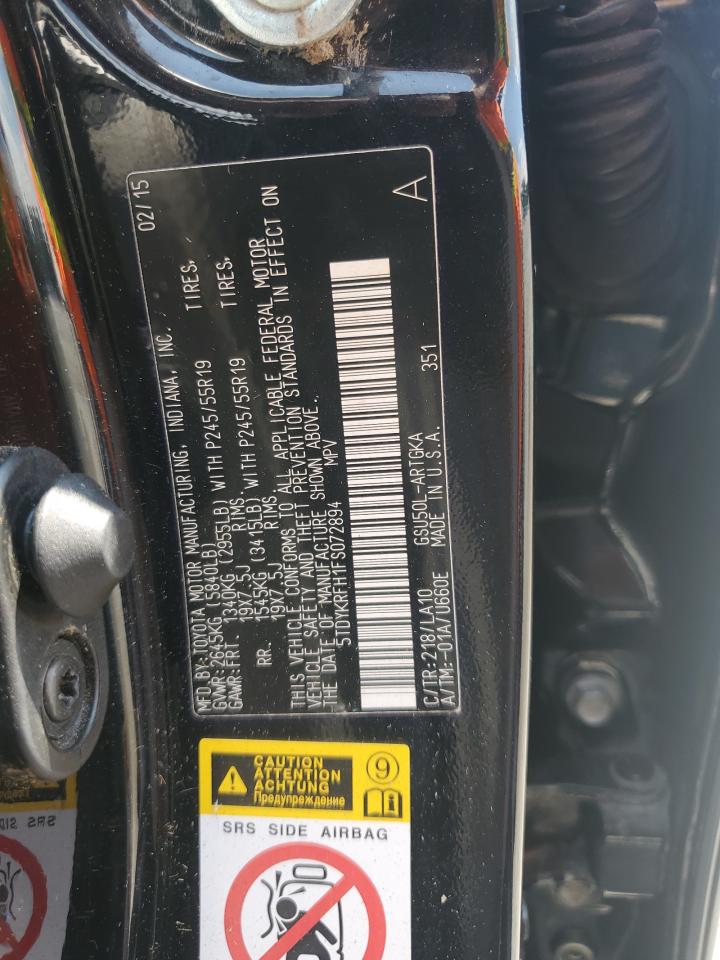 MFD.BY:TOYOTA MOTOR MANUFACTURING, INDIANA, INC. 02/15
GVWR:2645KG (5840LB)
GAWR:FRT 1340KG (2955LB) WITH P245/55R19 TIRES,
19X7.5J RIMS
RR. 1545KG (3415LB) WITH P245/55R19 TIRES,
19X7.5J RIMS
THIS VEHICLE CONFORMS TO ALL APPLICABLE FEDERAL MOTOR
VEHICLE SAFETY AND THEFT PREVENTION STANDARDS IN EFFECT ON
THE DATE OF MANUFACTURE SHOWN ABOVE.
5TDYKRFH1FS072894 MPV
C/TR:218/LA10 GSU50L-ARTGKA 351 A
A/TM:-01A/U660E MADE IN U.S.A.
CAUTION
ATTENTION
ACHTUNG
Предупреждение
9
SRS SIDE AIRBAG
SRS SID